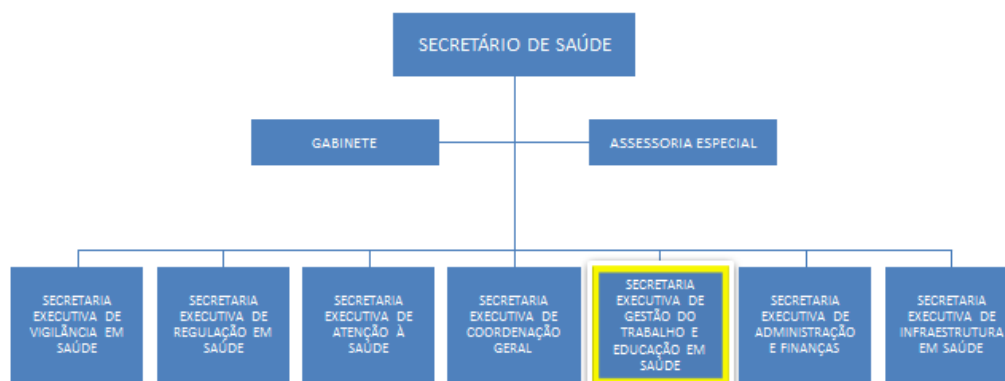 SECRETÁRIO DE SAÚDE
GABINETE
ASSESSORIA ESPECIAL
SECRETARIA
EXECUTIVA DE
VIGILÂNCIA EM
SAÚDE
SECRETARIA
EXECUTIVA DE
REGULAÇÃO EM
SAÚDE
SECRETARIA
EXECUTIVA DE
ATENÇÃO À
SAÚDE
SECRETARIA
EXECUTIVA DE
COORDENAÇÃO
GERAL
SECRETARIA
EXECUTIVA DE
GESTÃO DO
TRABALHO E
EDUCAÇÃO EM
SAÚDE
SECRETARIA
EXECUTIVA DE
ADMINISTRAÇÃO
E FINANÇAS
SECRETARIA
EXECUTIVA DE
INFRAESTRUTURA
EM SAÚDE